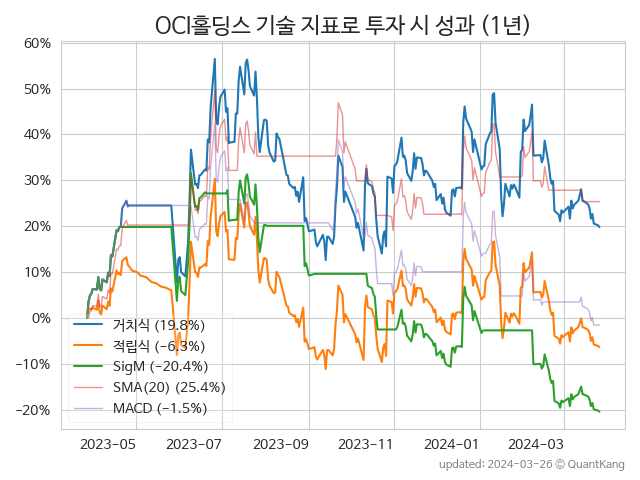 OCI홀딩스 기술 지표로 투자 시 성과 (1년)
60%
50%
40%
30%
20%
10%
0%
−10%
−20%
거치식 (19.8%)
적립식 (−6.3%)
SigM (−20.4%)
SMA(20) (25.4%)
MACD (−1.5%)
2023-05 2023-07 2023-09 2023-11 2024-01 2024-03
updated: 2024-03-26 © QuantKang